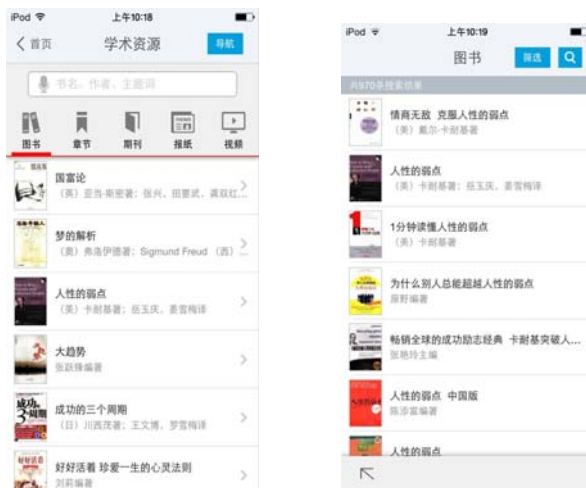 iPod
上午10:18
首页
学术资源
导航
书名、作者、主题词
图书
章节
期刊
报纸
视频
国富论
（英）亚当·斯密著；张兴、田要武、龚双红...
梦的解析
（奥）弗洛伊德著；Sigmund Freud （西）...
人性的弱点
（美）卡耐基著；岳玉庆、姜雪梅译
大趋势
张跃锋编著
成功的三个周期
（日）川西茂著；王文博、罗雪梅译
好好活着 珍爱一生的心灵法则
刘莉编著
iPod
上午10:19
图书
筛选
共970条搜索结果
情商无敌 克服人性的弱点
（美）戴尔·卡耐基著
人性的弱点
（美）卡耐基著；岳玉庆、姜雪梅译
1分钟读懂人性的弱点
（美）卡耐基著
为什么别人总能超越人性的弱点
原野编著
畅销全球的成功励志经典 卡耐基突破人...
张艳玲主编
人性的弱点 中国版
陈添富编著
人性的弱点